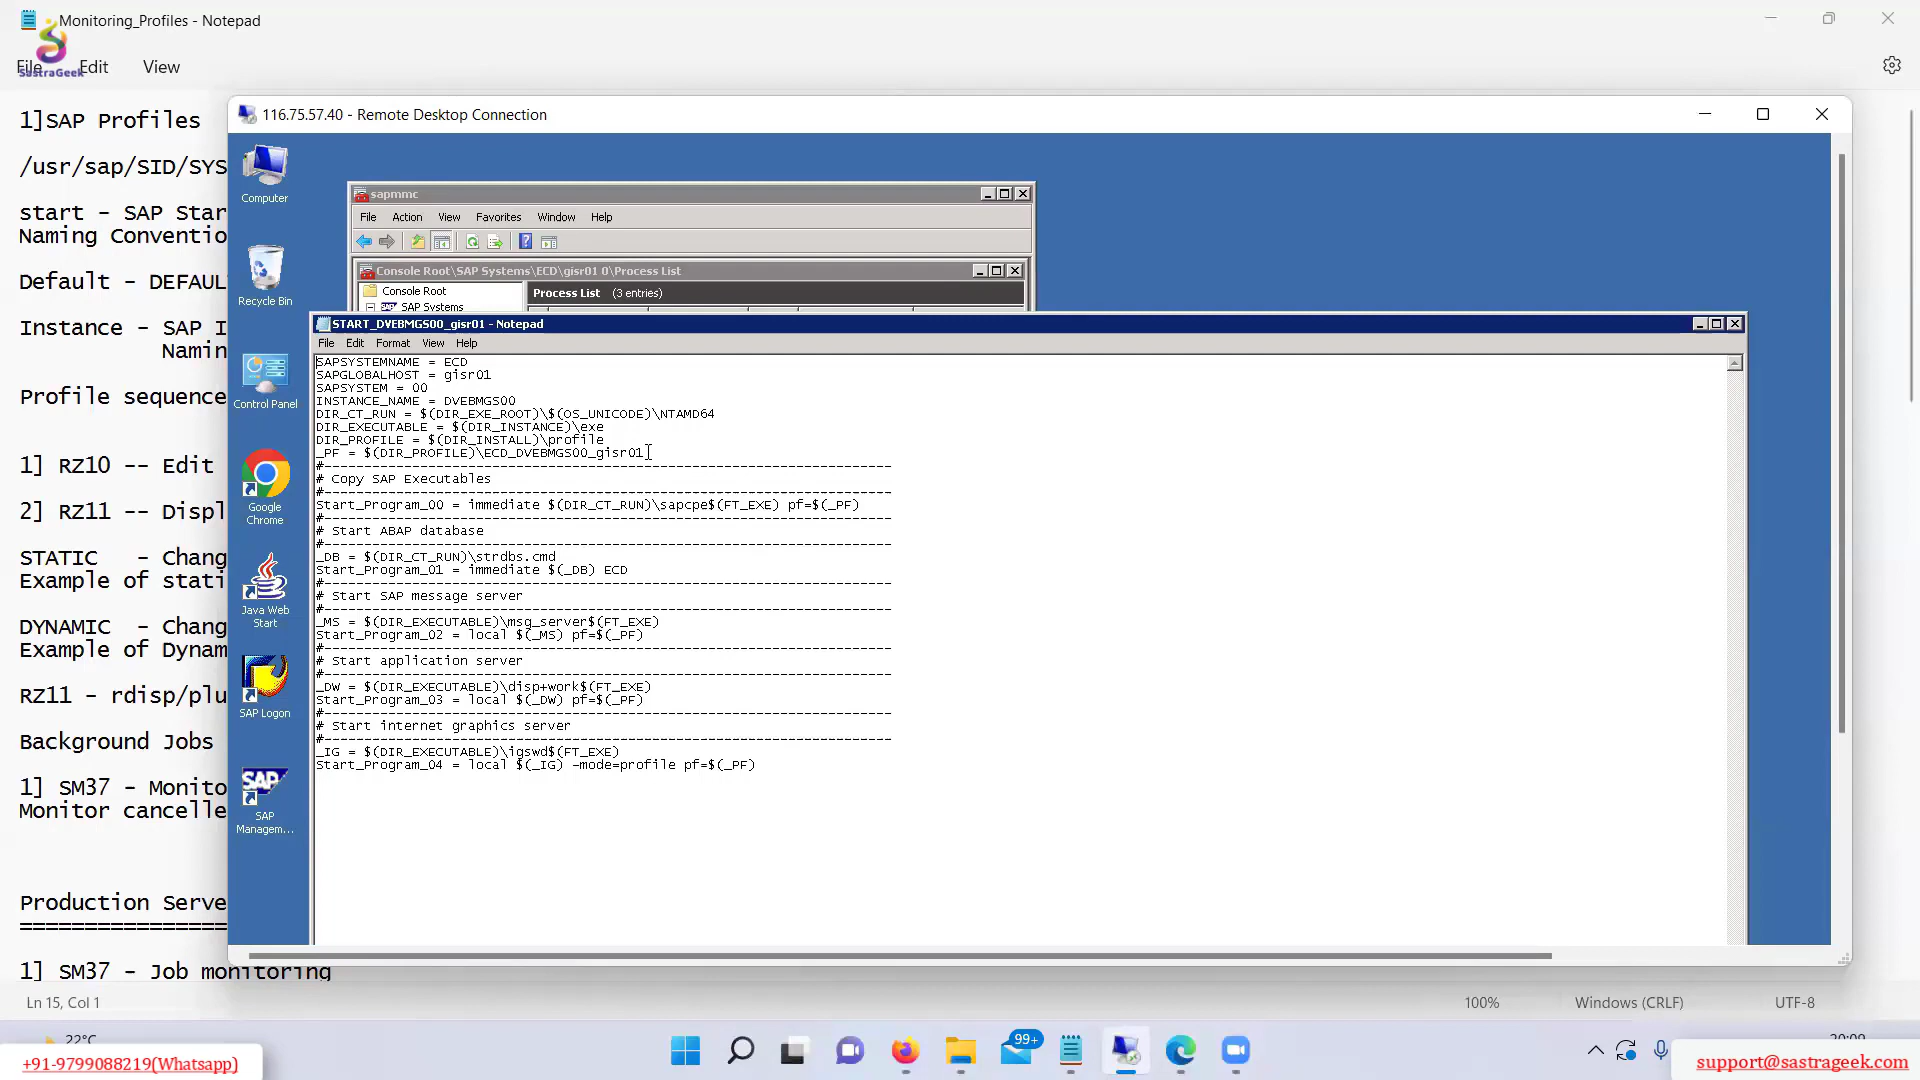 Monitoring_Profiles - Notepad
SastraGeek
File Edit View
1]SAP Profiles
/usr/sap/SID/SYS
start - SAP Star
Naming Conventio
Default - DEFAUL
Instance - SAP I
Namin
Profile sequence
1] RZ10 -- Edit
2] RZ11 -- Displ
STATIC - Chang
Example of stati
DYNAMIC - Chang
Example of Dynam
RZ11 - rdisp/plu
Background Jobs
1] SM37 - Monito
Monitor cancelle
Production Serve
================
1] SM37 - Job monitoring
Ln 15, Col 1
100%
Windows (CRLF)
UTF-8
116.75.57.40 - Remote Desktop Connection
Computer
Recycle Bin
Control Panel
Google
Chrome
Java Web
Start
SAP Logon
SAP
Managem...
sapmmc
File Action View Favorites Window Help
Console Root\SAP Systems\ECD\gisr01 0\Process List
Console Root
SAP Systems
Process List (3 entries)
START_DVEBMGS00_gisr01 - Notepad
File Edit Format View Help
SAPSYSTEMNAME = ECD
SAPGLOBALHOST = gisr01
SAPSYSTEM = 00
INSTANCE_NAME = DVEBMGS00
DIR_CT_RUN = $(DIR_EXE_ROOT)\$(OS_UNICODE)\NTAMD64
DIR_EXECUTABLE = $(DIR_INSTANCE)\exe
DIR_PROFILE = $(DIR_INSTALL)\profile
_PF = $(DIR_PROFILE)\ECD_DVEBMGS00_gisr01
#-----------------------------------------------------------------------
# Copy SAP Executables
#-----------------------------------------------------------------------
Start_Program_00 = immediate $(DIR_CT_RUN)\sapcpe$(FT_EXE) pf=$(_PF)
#-----------------------------------------------------------------------
# Start ABAP database
#-----------------------------------------------------------------------
_DB = $(DIR_CT_RUN)\strdbs.cmd
Start_Program_01 = immediate $(_DB) ECD
#-----------------------------------------------------------------------
# Start SAP message server
#-----------------------------------------------------------------------
_MS = $(DIR_EXECUTABLE)\msg_server$(FT_EXE)
Start_Program_02 = local $(_MS) pf=$(_PF)
#-----------------------------------------------------------------------
# Start application server
#-----------------------------------------------------------------------
_DW = $(DIR_EXECUTABLE)\disp+work$(FT_EXE)
Start_Program_03 = local $(_DW) pf=$(_PF)
#-----------------------------------------------------------------------
# Start internet graphics server
#-----------------------------------------------------------------------
_IG = $(DIR_EXECUTABLE)\igswd$(FT_EXE)
Start_Program_04 = local $(_IG) -mode=profile pf=$(_PF)
22°C
99+
20:09
+91-9799088219(Whatsapp)
support@sastrageek.com